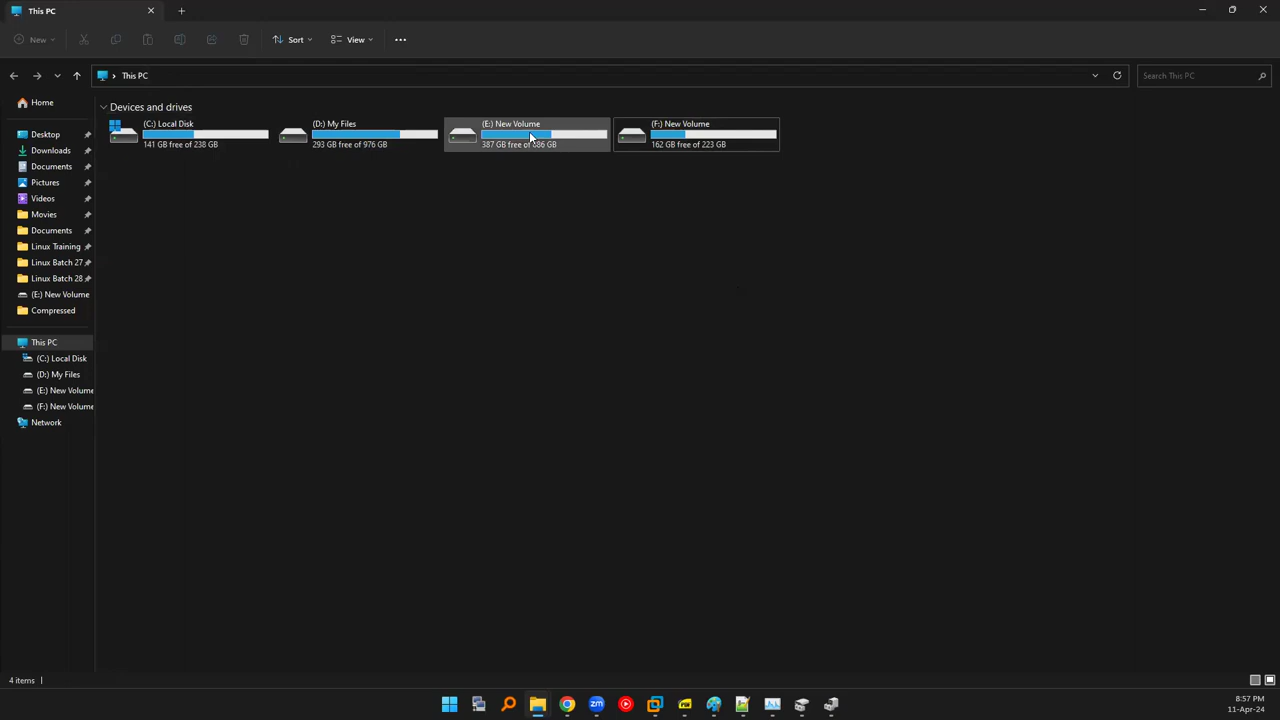 This PC
New
Sort
View
This PC
Search This PC
Home
Desktop
Downloads
Documents
Pictures
Videos
Movies
Documents
Linux Training
Linux Batch 27
Linux Batch 28
(E:) New Volume
Compressed
This PC
(C:) Local Disk
(D:) My Files
(E:) New Volume
(F:) New Volume
Network
Devices and drives
(C:) Local Disk
141 GB free of 238 GB
(D:) My Files
293 GB free of 976 GB
(E:) New Volume
387 GB free of GB
(F:) New Volume
162 GB free of 223 GB
4 items
zm
8:57 PM
11-Apr-24